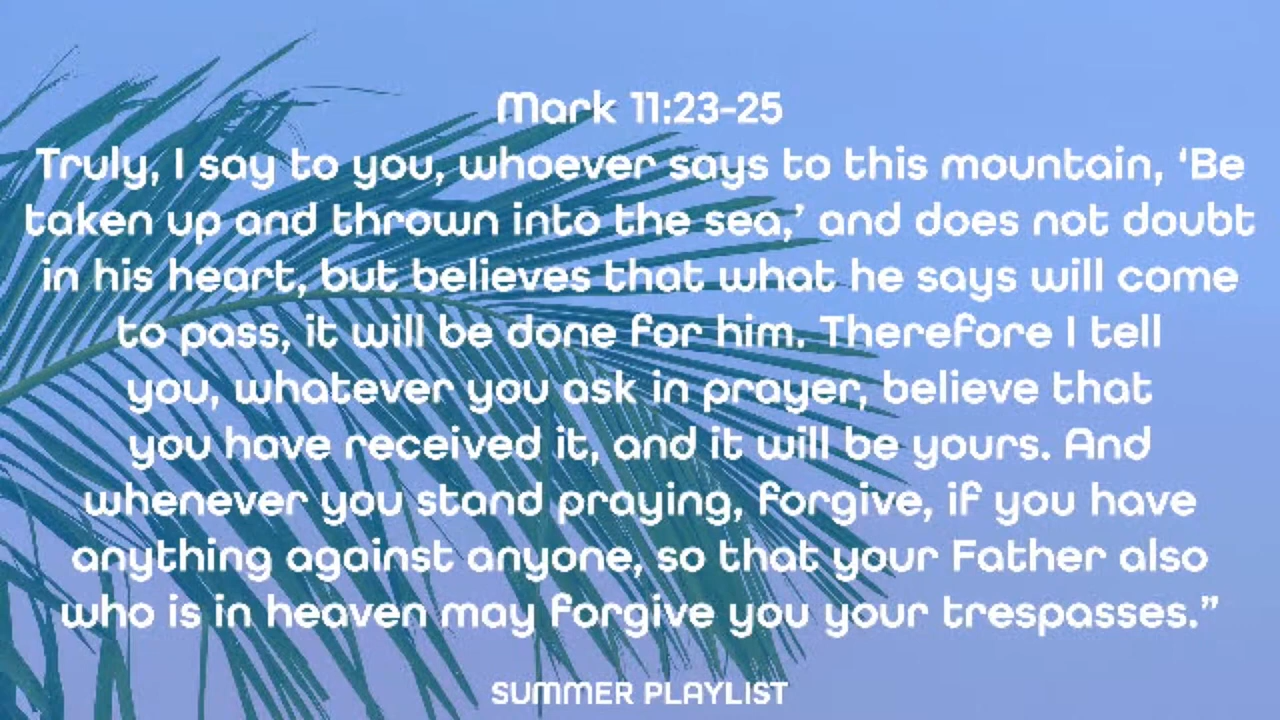 Mark 11:23-25
Truly, I say to you, whoever says to this mountain, ‘Be
taken up and thrown into the sea,’ and does not doubt
in his heart, but believes that what he says will come
to pass, it will be done for him. Therefore I tell
you, whatever you ask in prayer, believe that
you have received it, and it will be yours. And
whenever you stand praying, forgive, if you have
anything against anyone, so that your Father also
who is in heaven may forgive you your trespasses.”
SUMMER PLAYLIST